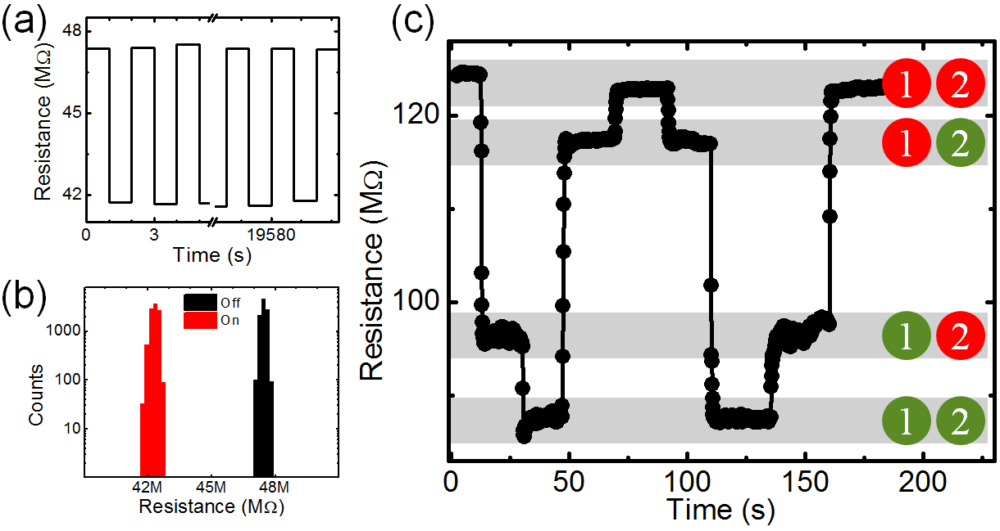 (a)
48
45
42
Resistance (MΩ)
0
3
19580
Time (s)
(b)
Off
On
1000
100
10
Counts
42M
45M
48M
Resistance (MΩ)
(c)
120
100
Resistance (MΩ)
1 2
1 2
1 2
1 2
0
50
100
150
200
Time (s)